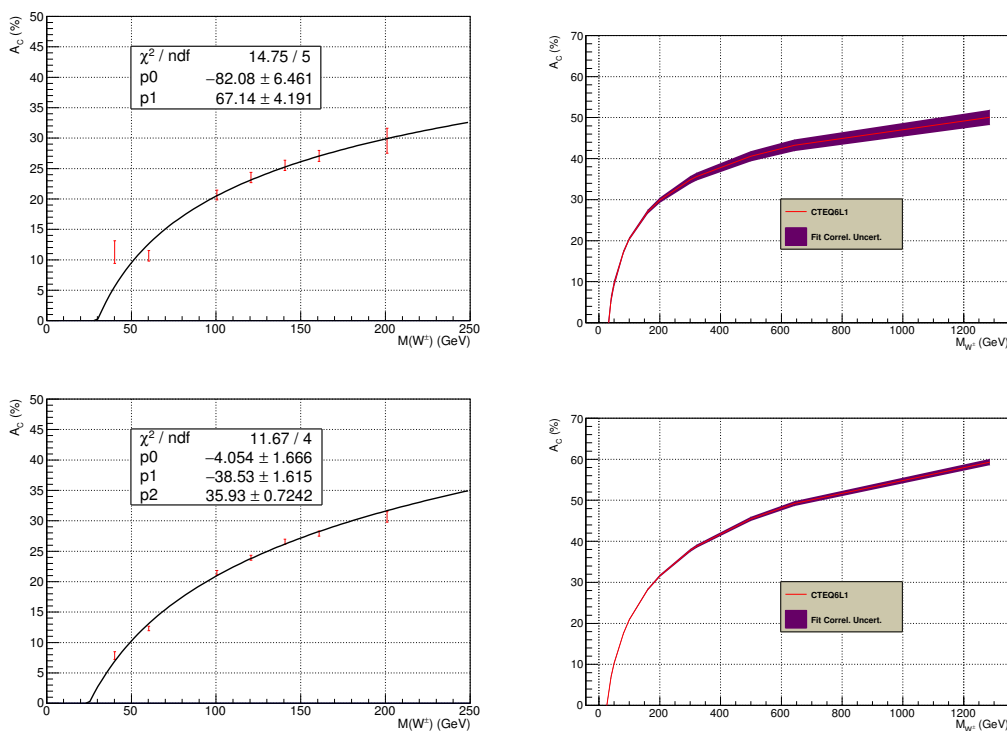 A_C (%)
50
45
40
35
30
25
20
15
10
5
0
χ² / ndf 14.75 / 5
p0 −82.08 ± 6.461
p1 67.14 ± 4.191
0 50 100 150 200 250
M(W±) (GeV)
A_C (%)
70
60
50
40
30
20
10
0
CTEQ6L1
Fit Correl. Uncert.
0 200 400 600 800 1000 1200
M_W± (GeV)
A_C (%)
50
45
40
35
30
25
20
15
10
5
0
χ² / ndf 11.67 / 4
p0 −4.054 ± 1.666
p1 −38.53 ± 1.615
p2 35.93 ± 0.7242
0 50 100 150 200 250
M(W±) (GeV)
A_C (%)
70
60
50
40
30
20
10
0
CTEQ6L1
Fit Correl. Uncert.
0 200 400 600 800 1000 1200
M_W± (GeV)